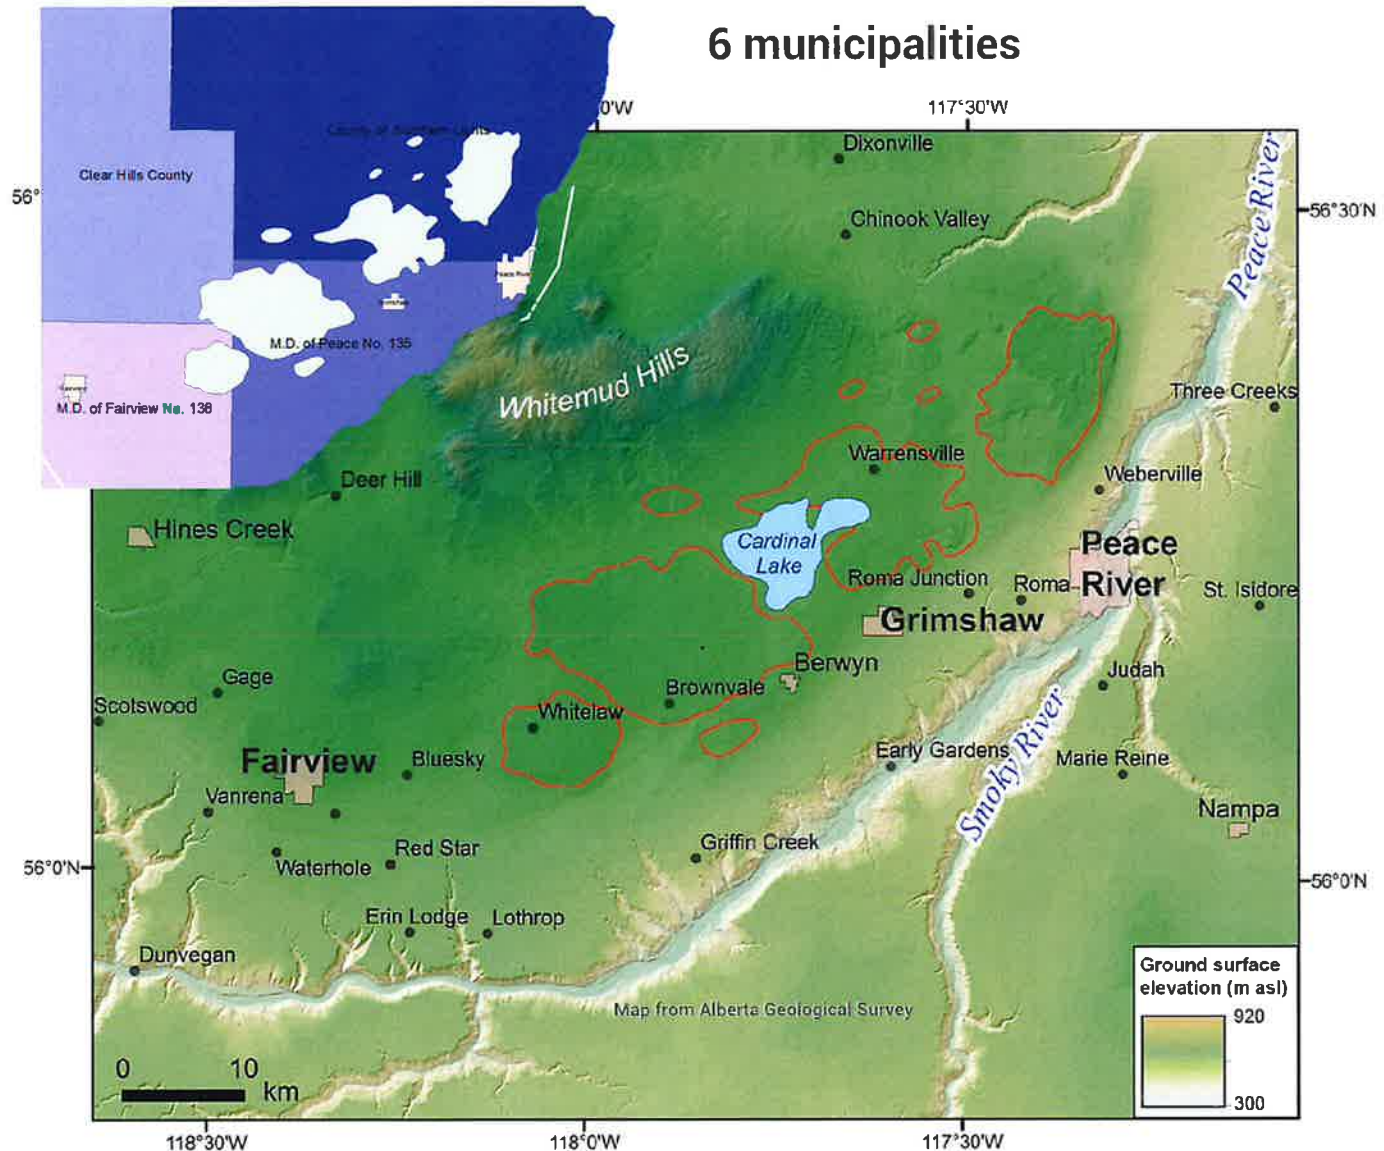 6 municipalities
0'W
117°30'W
County of Northern Lights
Clear Hills County
Peace River
M.D. of Peace No. 135
M.D. of Fairview No. 136
56°
56°30'N
Dixonville
Chinook Valley
Peace River
Whitemud Hills
Three Creeks
Warrensville
Weberville
Deer Hill
Hines Creek
Cardinal
Lake
Peace
River
Roma Junction
Roma
St. Isidore
Grimshaw
Berwyn
Judah
Gage
Brownvale
Scotswood
Whitelaw
Smoky River
Early Gardens
Marie Reine
Fairview
Bluesky
Vanrena
Nampa
Griffin Creek
Red Star
Waterhole
56°0'N
56°0'N
Erin Lodge
Lothrop
Dunvegan
Map from Alberta Geological Survey
Ground surface
elevation (m asl)
920
300
0 10
km
118°30'W
118°0'W
117°30'W